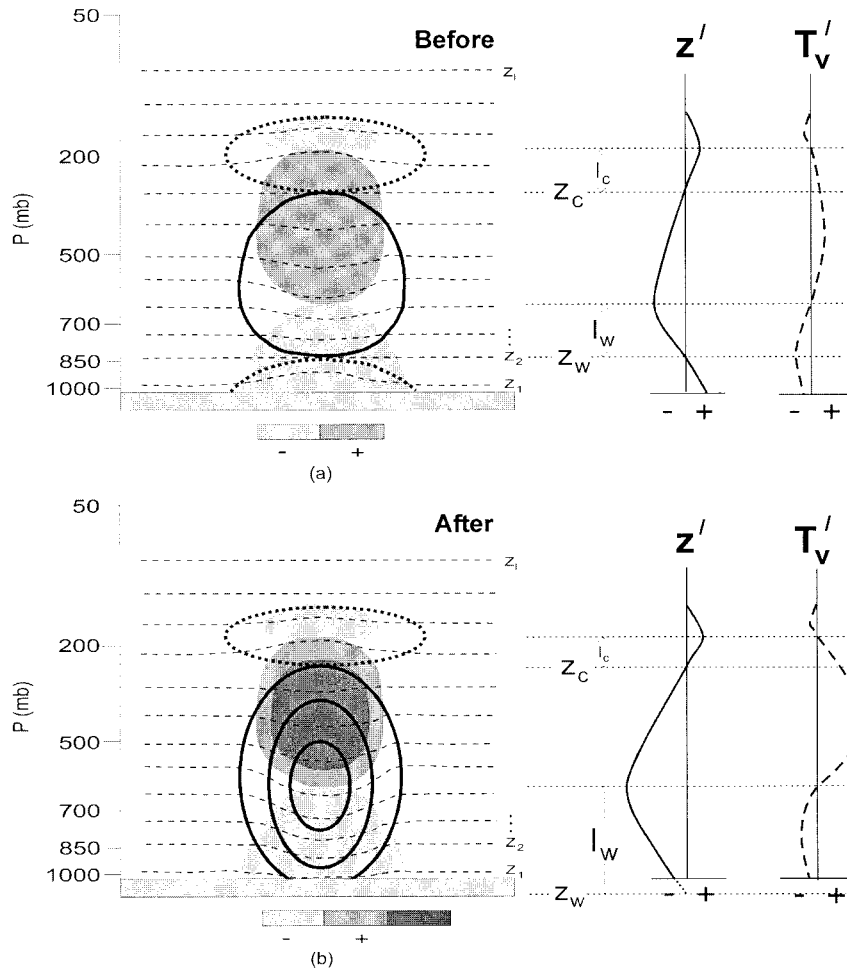 Before
50
200
500
700
850
1000
P (mb)
z_i
z_2
z_1
- +
(a)
z′ T_v′
l_c
z_c
l_w
z_w
- + - +
After
50
200
500
700
850
1000
P (mb)
z_i
z_2
z_1
- +
(b)
z′ T_v′
l_c
z_c
l_w
z_w
- + - +